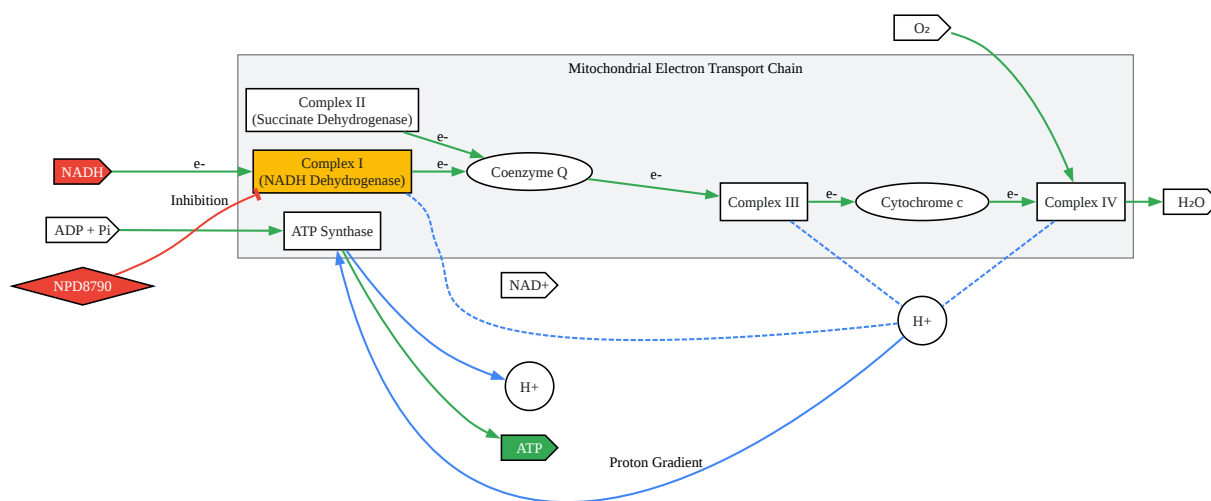 O₂
Mitochondrial Electron Transport Chain
Complex II
(Succinate Dehydrogenase)
e-
NADH
e-
Complex I
(NADH Dehydrogenase)
e-
Coenzyme Q
e-
Inhibition
Complex III
e-
Cytochrome c
e-
Complex IV
H₂O
ADP + Pi
ATP Synthase
NPD8790
NAD+
H+
H+
ATP
Proton Gradient